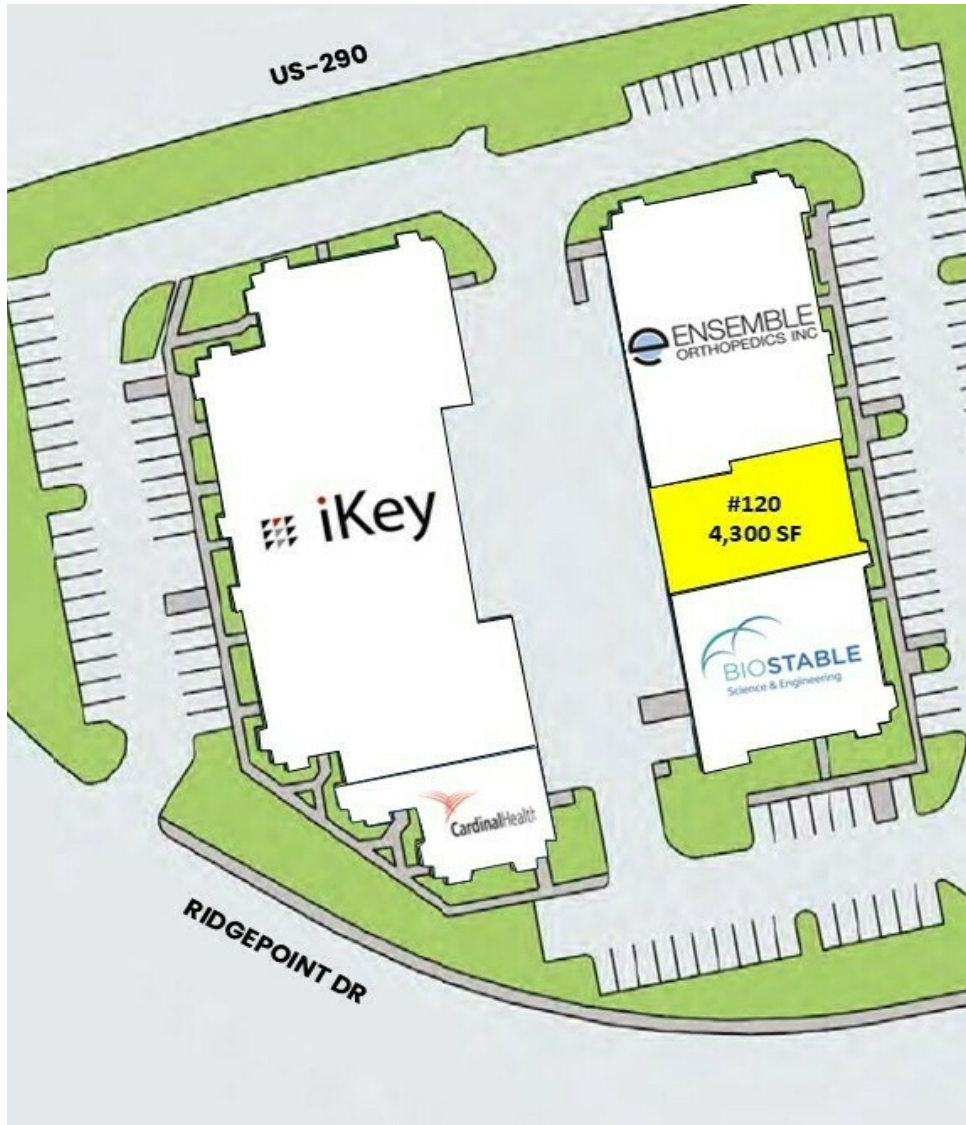 US-290
ENSEMBLE
ORTHOPEDICS INC
#120
4,300 SF
iKey
BIOSTABLE
Science & Engineering
CardinalHealth
RIDGEPOINT DR